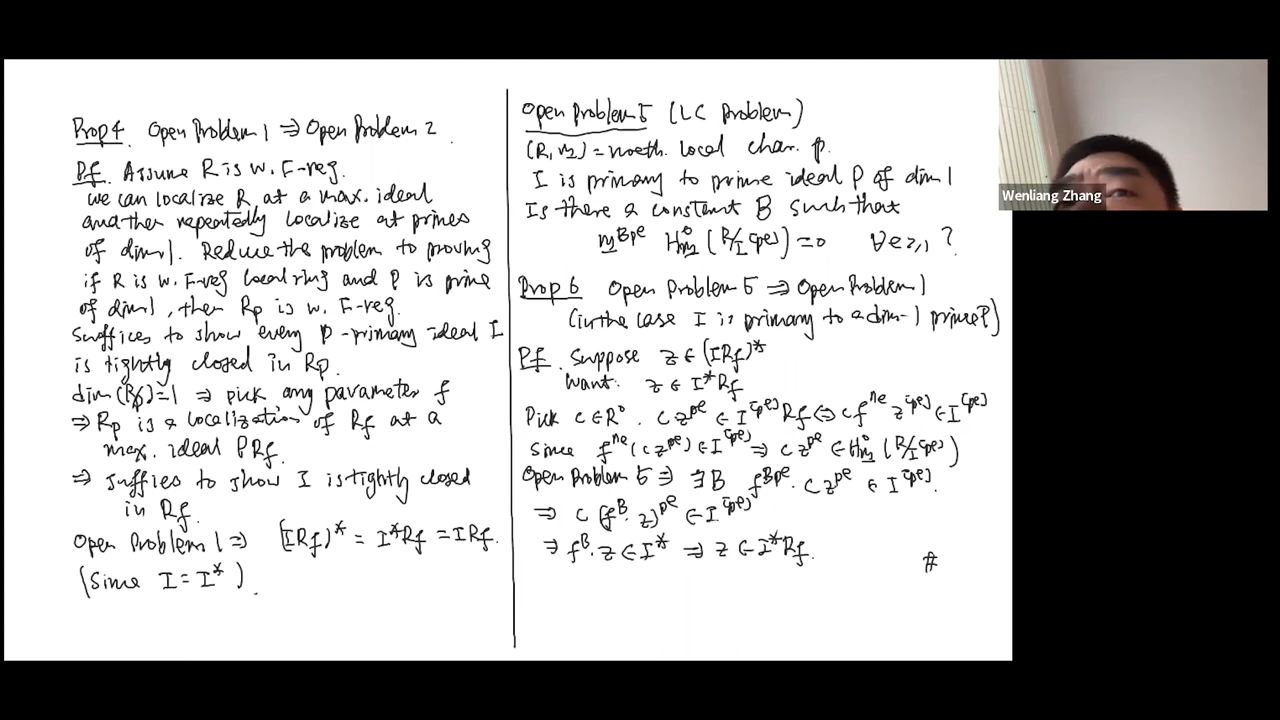 Prop 4 Open Problem 1 ⇒ Open Problem 2.
Pf. Assume R is w. F-reg.
we can localize R at a max. ideal
and then repeatedly localize at primes
of dim 1. Reduce the problem to proving
if R is w. F-reg local ring and P is prime
of dim 1, then R_P is w. F-reg.
Suffices to show every P-primary ideal I
is tightly closed in R_P.
dim(R/P)=1 ⇒ pick any parameter f
⇒ R_P is a localization of R_f at a
max. ideal PR_f.
⇒ suffices to show I is tightly closed
in R_f.
Open Problem 1 ⇒ (IR_f)^* = I^*R_f = IR_f.
(Since I = I^*).
Open Problem 5 (LC Problem)
(R, m) = noeth. local char. p.
I is primary to prime ideal P of dim 1
Is there a constant B such that
m^{Bp^e} H^0_m(R/I^{[p^e]}) = 0 ∀e≥1?
Prop 6 Open Problem 5 ⇒ Open Problem 1
(in the case I is primary to a dim-1 prime P)
Pf. Suppose z ∈ (IR_f)^*
Want: z ∈ I^*R_f
Pick c ∈ R^0. c z^{p^e} ∈ I^{[p^e]}R_f ⇔ c f^{n_e} z^{p^e} ∈ I^{[p^e]}
Since f^{n_e}(c z^{p^e}) ∈ I^{[p^e]} ⇒ c z^{p^e} ∈ H^0_m(R/I^{[p^e]})
Open Problem 5 ⇒ ∃B f^{Bp^e}. c z^{p^e} ∈ I^{[p^e]}.
⇒ c (f^B. z)^{p^e} ∈ I^{[p^e]}
⇒ f^B. z ∈ I^* ⇒ z ∈ I^*R_f.
#
Wenliang Zhang